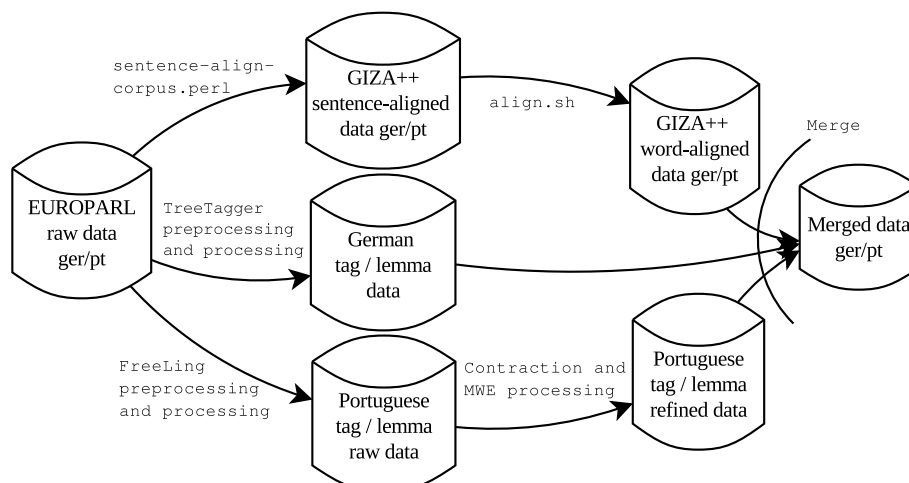 sentence-align-
corpus.perl
GIZA++
sentence-aligned
data ger/pt
align.sh
GIZA++
word-aligned
data ger/pt
Merge
EUROPARL
raw data
ger/pt
TreeTagger
preprocessing
and processing
German
tag / lemma
data
Merged data
ger/pt
FreeLing
preprocessing
and processing
Portuguese
tag / lemma
raw data
Contraction and
MWE processing
Portuguese
tag / lemma
refined data